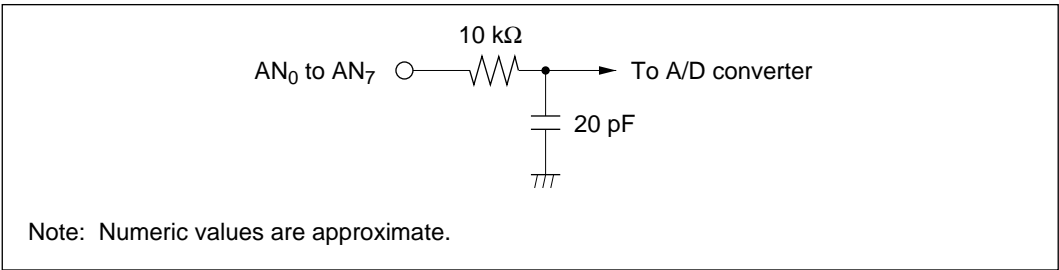 10 kΩ
AN0 to AN7 To A/D converter
20 pF
Note: Numeric values are approximate.